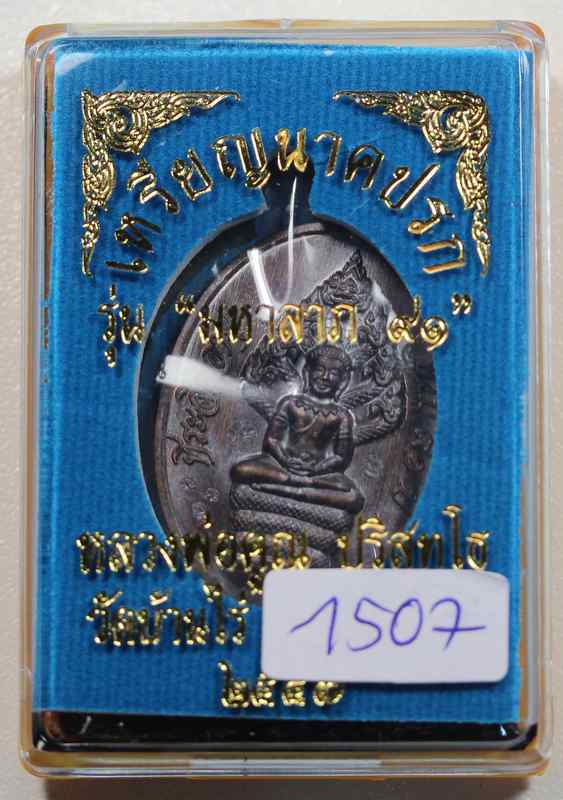 เหรียญนาคปรก
รุ่น "มหาลาภ ๙๑"
หลวงพ่อคูณ ปริสุทโธ
วัดบ้านไร่
1507
๒๕๕๗